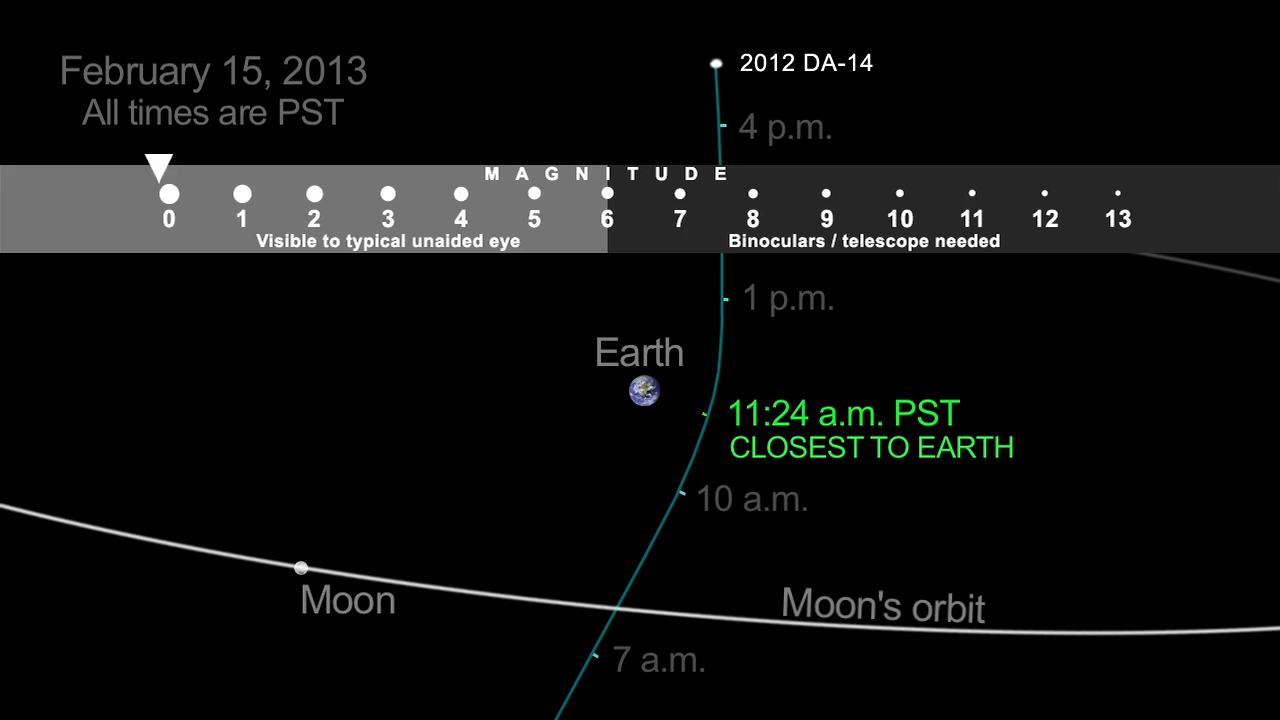 February 15, 2013
All times are PST
2012 DA-14
4 p.m.
MAGNITUDE
0 1 2 3 4 5 6 7 8 9 10 11 12 13
Visible to typical unaided eye
Binoculars / telescope needed
1 p.m.
Earth
11:24 a.m. PST
CLOSEST TO EARTH
10 a.m.
Moon
Moon's orbit
7 a.m.